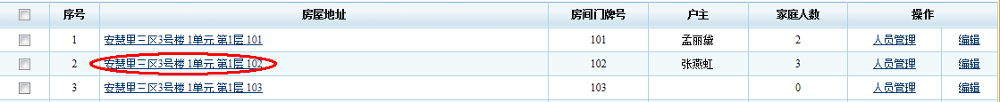 序号 房屋地址 房间门牌号 户主 家庭人数 操作
1 安慧里三区3号楼 1单元 第1层 101 101 孟丽黛 2 人员管理 编辑
2 安慧里三区3号楼 1单元 第1层 102 102 张燕虹 3 人员管理 编辑
3 安慧里三区3号楼 1单元 第1层 103 103 0 人员管理 编辑